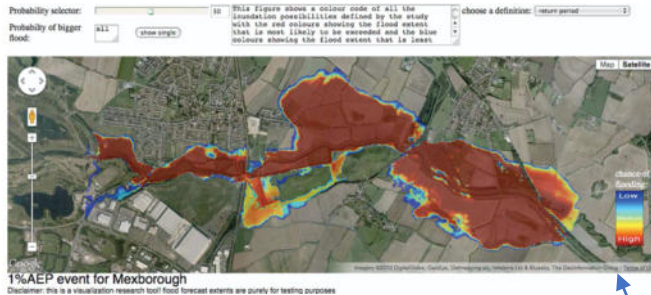 Probability selector:
50
This figure shows a colour code of all the
inundation possibilities defined by the study
with the red colours showing the flood extent
that is most likely to be exceeded and the blue
colours showing the flood extent that is least
choose a definition:
return period
Probability of bigger
flood:
all
show single
Map
Satellite
chance of
flooding:
Low
High
Google
1%AEP event for Mexborough
Disclaimer: this is a visualization research tool! flood forecast extents are purely for testing purposes